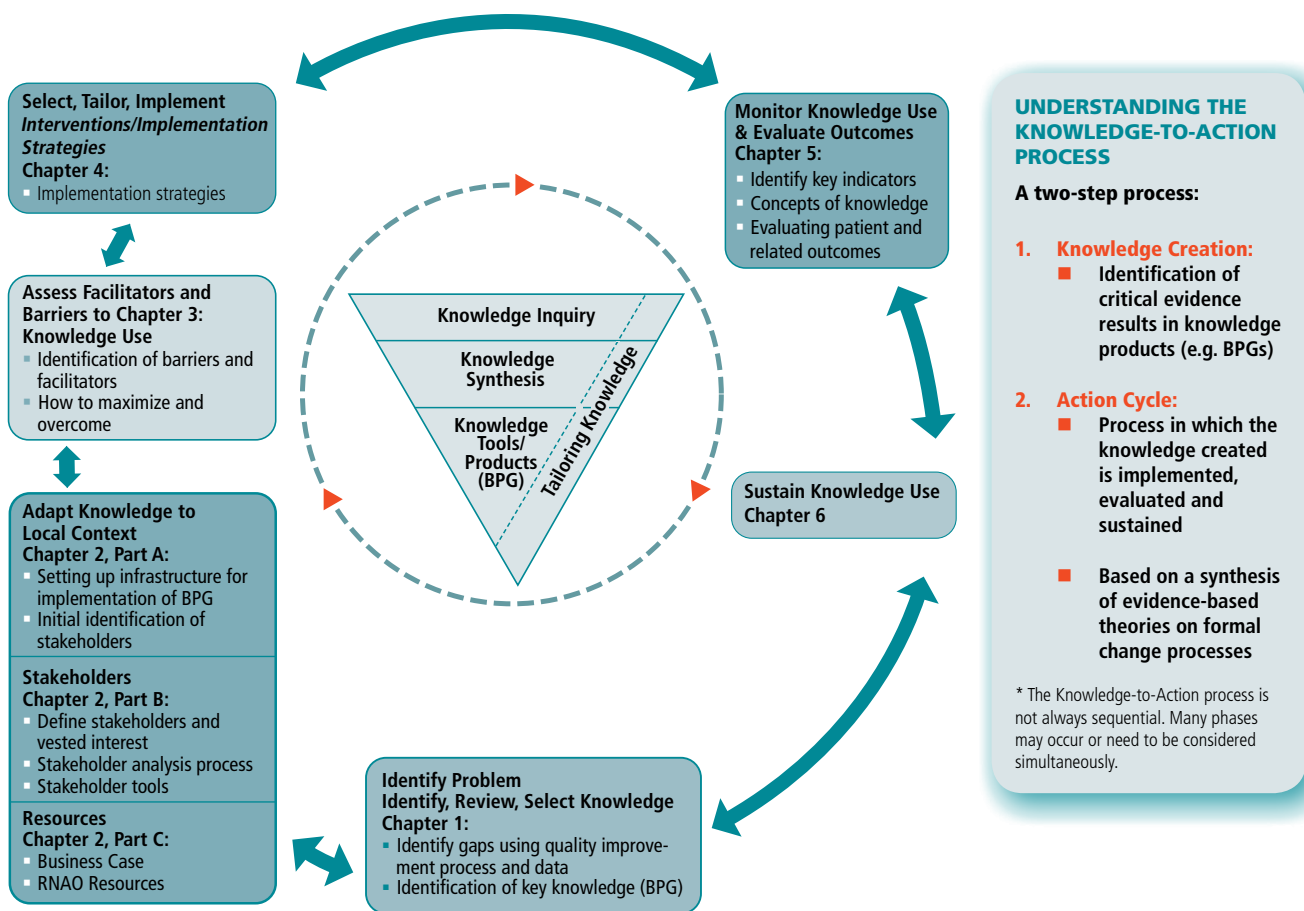 Select, Tailor, Implement
Interventions/Implementation
Strategies
Chapter 4:
Implementation strategies
Assess Facilitators and
Barriers to Chapter 3:
Knowledge Use
Identification of barriers and
facilitators
How to maximize and
overcome
Adapt Knowledge to
Local Context
Chapter 2, Part A:
Setting up infrastructure for
implementation of BPG
Initial identification of
stakeholders
Stakeholders
Chapter 2, Part B:
Define stakeholders and
vested interest
Stakeholder analysis process
Stakeholder tools
Resources
Chapter 2, Part C:
Business Case
RNAO Resources
Identify Problem
Identify, Review, Select Knowledge
Chapter 1:
Identify gaps using quality improve-
ment process and data
Identification of key knowledge (BPG)
Knowledge Inquiry
Knowledge
Synthesis
Knowledge
Tools/
Products
(BPG)
Tailoring Knowledge
Monitor Knowledge Use
& Evaluate Outcomes
Chapter 5:
Identify key indicators
Concepts of knowledge
Evaluating patient and
related outcomes
Sustain Knowledge Use
Chapter 6
UNDERSTANDING THE
KNOWLEDGE-TO-ACTION
PROCESS
A two-step process:
1. Knowledge Creation:
Identification of
critical evidence
results in knowledge
products (e.g. BPGs)
2. Action Cycle:
Process in which the
knowledge created
is implemented,
evaluated and
sustained
Based on a synthesis
of evidence-based
theories on formal
change processes
* The Knowledge-to-Action process is
not always sequential. Many phases
may occur or need to be considered
simultaneously.